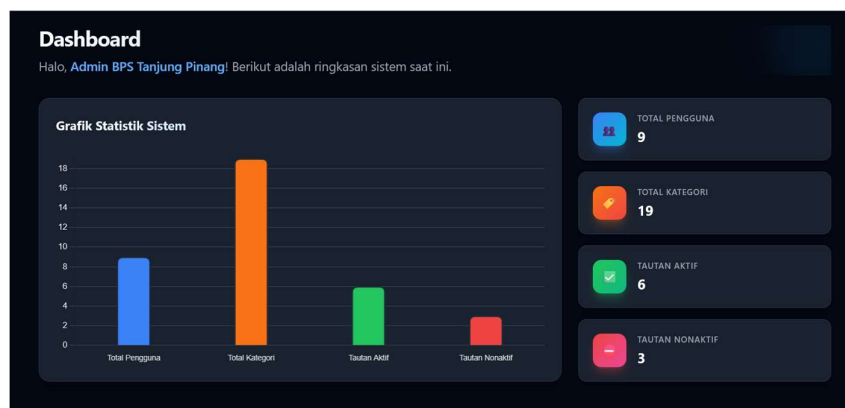 Dashboard
Halo, Admin BPS Tanjung Pinang! Berikut adalah ringkasan sistem saat ini.
Grafik Statistik Sistem
18
16
14
12
10
8
6
4
2
0
Total Pengguna
Total Kategori
Tautan Aktif
Tautan Nonaktif
TOTAL PENGGUNA
9
TOTAL KATEGORI
19
TAUTAN AKTIF
6
TAUTAN NONAKTIF
3